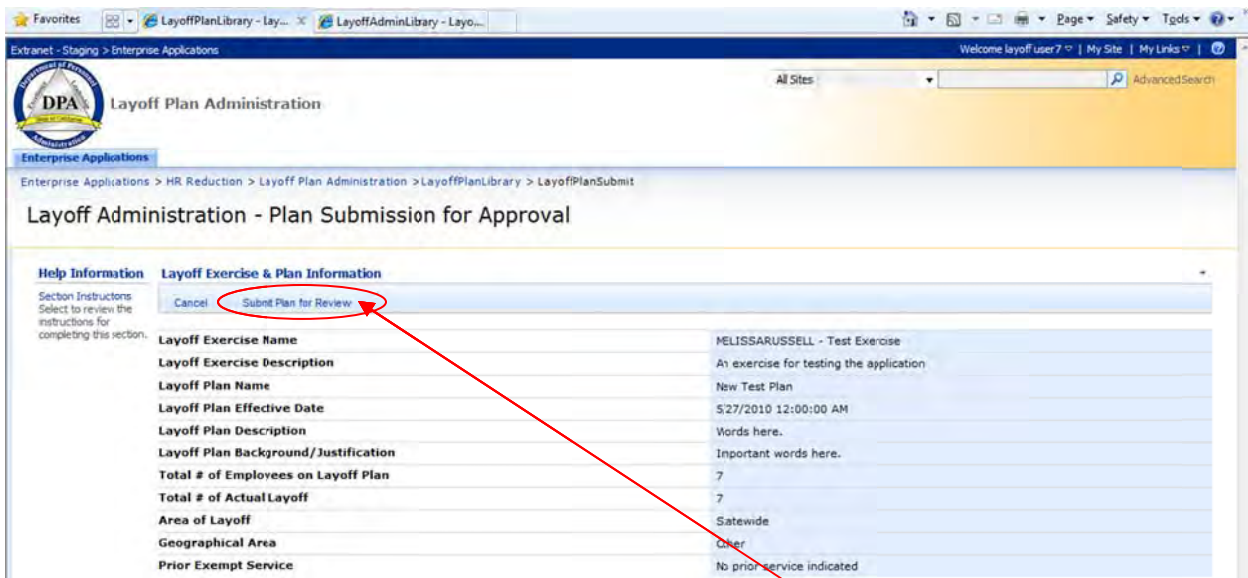 Favorites LayoffPlanLibrary - lay... LayoffAdminLibrary - Layo... Page Safety Tools
Extranet - Staging > Enterprise Applications Welcome layoff user7 | My Site | My Links |
Department of Personnel
DPA
Administration
Layoff Plan Administration
All Sites Advanced Search
Enterprise Applications
Enterprise Applications > HR Reduction > Layoff Plan Administration >LayoffPlanLibrary > LayoffPlanSubmit
Layoff Administration - Plan Submission for Approval
Help Information
Section Instructons
Select to review the
instructions for
completing this section.
Layoff Exercise & Plan Information
Cancel Submit Plan for Review
Layoff Exercise Name MELISSARUSSELL - Test Exercise
Layoff Exercise Description An exercise for testing the application
Layoff Plan Name New Test Plan
Layoff Plan Effective Date 5/27/2010 12:00:00 AM
Layoff Plan Description Words here.
Layoff Plan Background/Justification Important words here.
Total # of Employees on Layoff Plan 7
Total # of Actual Layoff 7
Area of Layoff Statewide
Geographical Area Other
Prior Exempt Service No prior service indicated